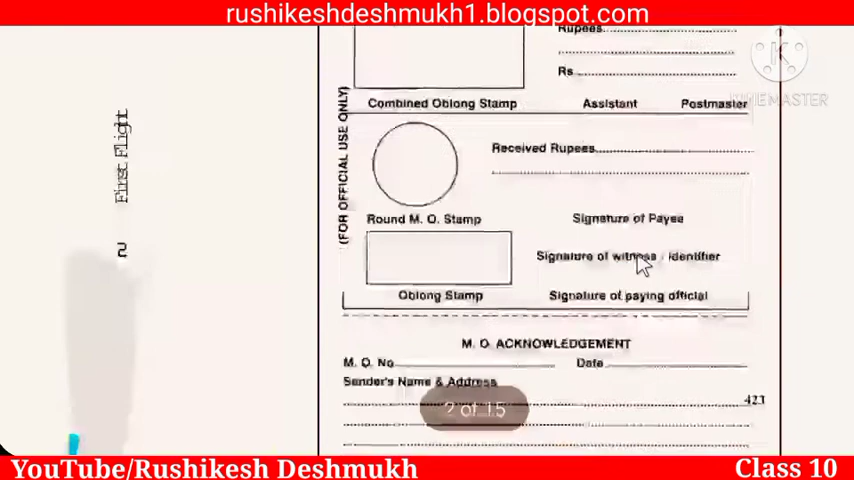 rushikeshdeshmukh1.blogspot.com
Rupees
Rs
K
KINEMASTER
Combined Oblong Stamp
Assistant
Postmaster
(FOR OFFICIAL USE ONLY)
Received Rupees
Round M. O. Stamp
Signature of Payee
Signature of witness / Identifier
Oblong Stamp
Signature of paying official
2 First Flight
M. O. ACKNOWLEDGEMENT
M. O. No
Date
Sender's Name & Address
423
2 of 15
YouTube/Rushikesh Deshmukh
Class 10